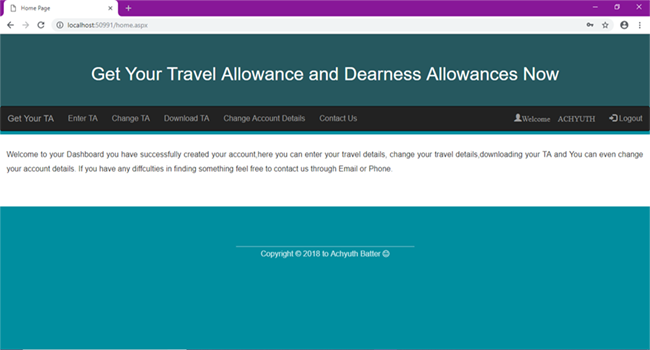 Home Page
localhost:50991/home.aspx
Get Your Travel Allowance and Dearness Allowances Now
Get Your TA Enter TA Change TA Download TA Change Account Details Contact Us Welcome ACHYUTH Logout
Welcome to your Dashboard you have successfully created your account,here you can enter your travel details, change your travel details,downloading your TA and You can even change
your account details. If you have any diffculties in finding something feel free to contact us through Email or Phone.
Copyright © 2018 to Achyuth Batter ☺